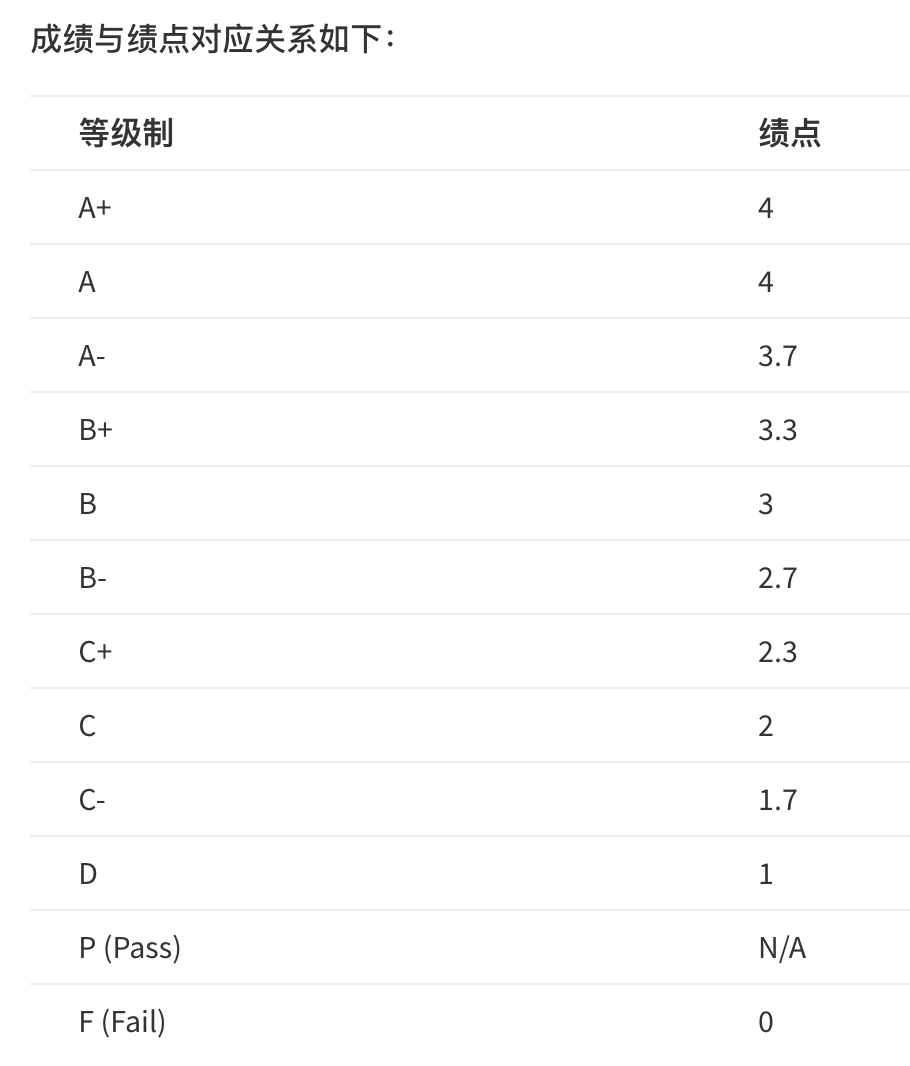 成绩与绩点对应关系如下：
等级制 绩点
A+ 4
A 4
A- 3.7
B+ 3.3
B 3
B- 2.7
C+ 2.3
C 2
C- 1.7
D 1
P (Pass) N/A
F (Fail) 0